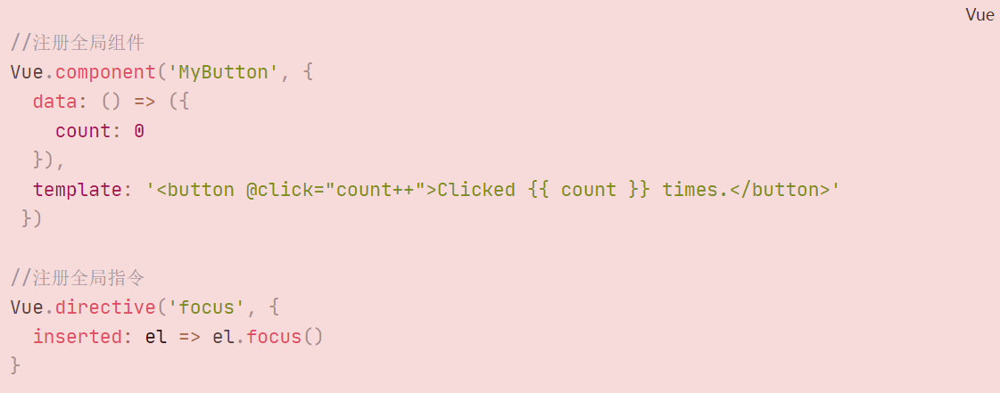 Vue
//注册全局组件
Vue.component('MyButton', {
  data: () => ({
    count: 0
  }),
  template: '<button @click="count++">Clicked {{ count }} times.</button>'
 })

//注册全局指令
Vue.directive('focus', {
  inserted: el => el.focus()
}